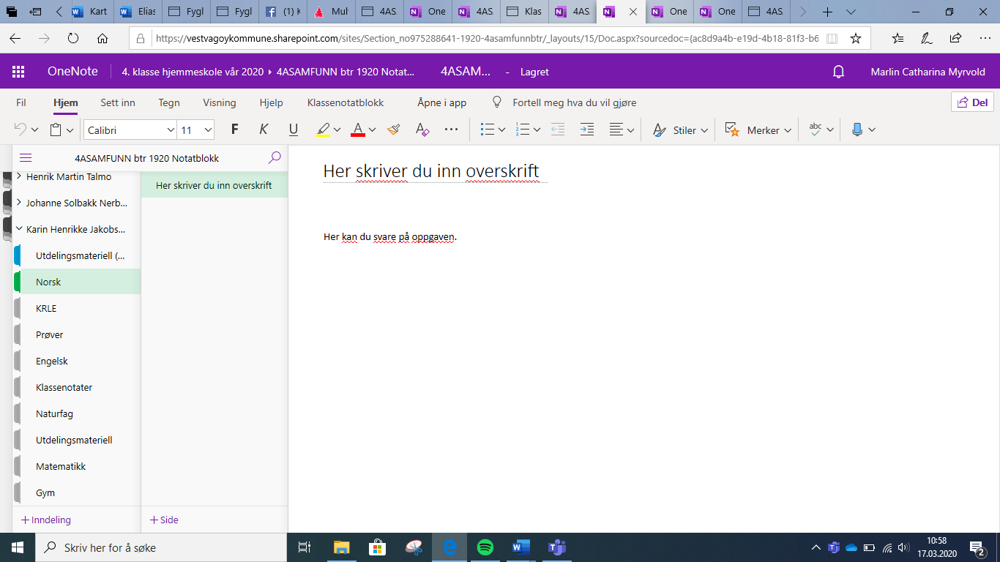 Kart
Elias
Fygl
Fygl
(1) K
Mul
4AS
One
4AS
Klas
4AS
One
One
4AS
https://vestvagoykommune.sharepoint.com/sites/Section_no975288641-1920-4asamfunnbtr/_layouts/15/Doc.aspx?sourcedoc={ac8d9a4b-e19d-4b18-81f3-b6
OneNote
4. klasse hjemmeskole vår 2020 4ASAMFUNN btr 1920 Notat...
4ASAM... - Lagret
Marlin Catharina Myrvold
Fil Hjem Sett inn Tegn Visning Hjelp Klassenotatblokk Åpne i app Fortell meg hva du vil gjøre Del
Calibri 11 F K U A Stiler Merker abc
4ASAMFUNN btr 1920 Notatblokk
Henrik Martin Talmo
Johanne Solbakk Nerb...
Karin Henrikke Jakobs...
Utdelingsmateriell (...
Norsk
KRLE
Prøver
Engelsk
Klassenotater
Naturfag
Utdelingsmateriell
Matematikk
Gym
+ Inndeling
Her skriver du inn overskrift
+ Side
Her skriver du inn overskrift
Her kan du svare på oppgaven.
Skriv her for å søke
10:58
17.03.2020
2